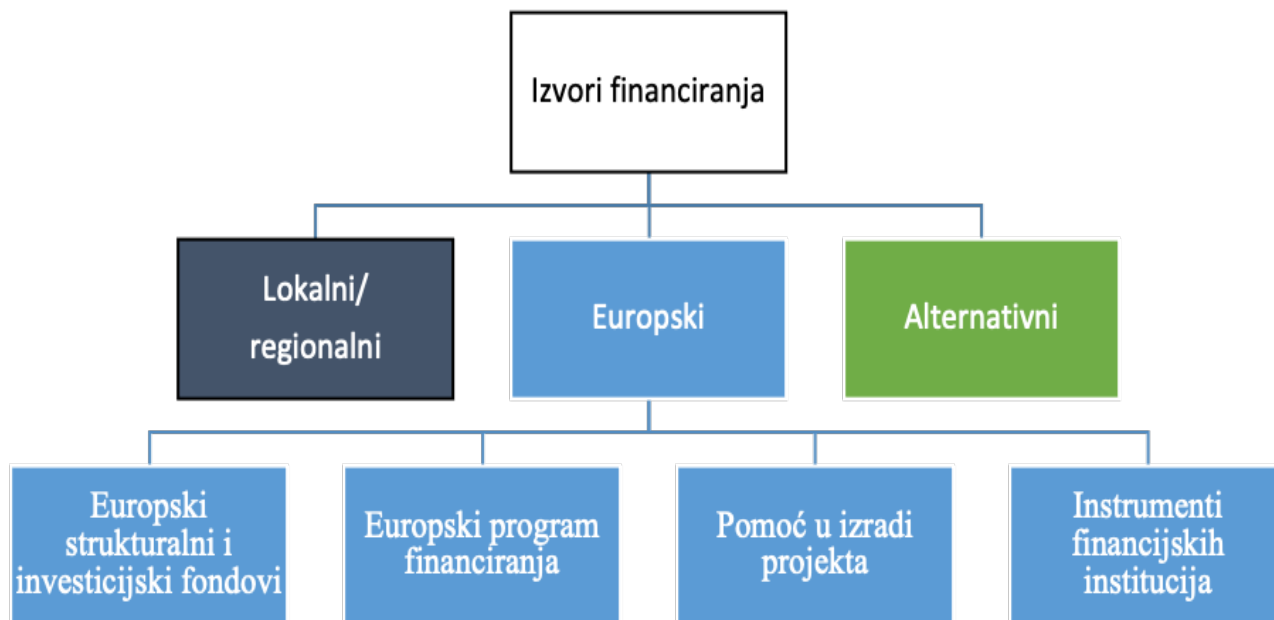 Izvori financiranja
Lokalni/
regionalni
Europski
Alternativni
Europski
strukturalni i
investicijski fondovi
Europski program
financiranja
Pomoć u izradi
projekta
Instrumenti
financijskih
institucija